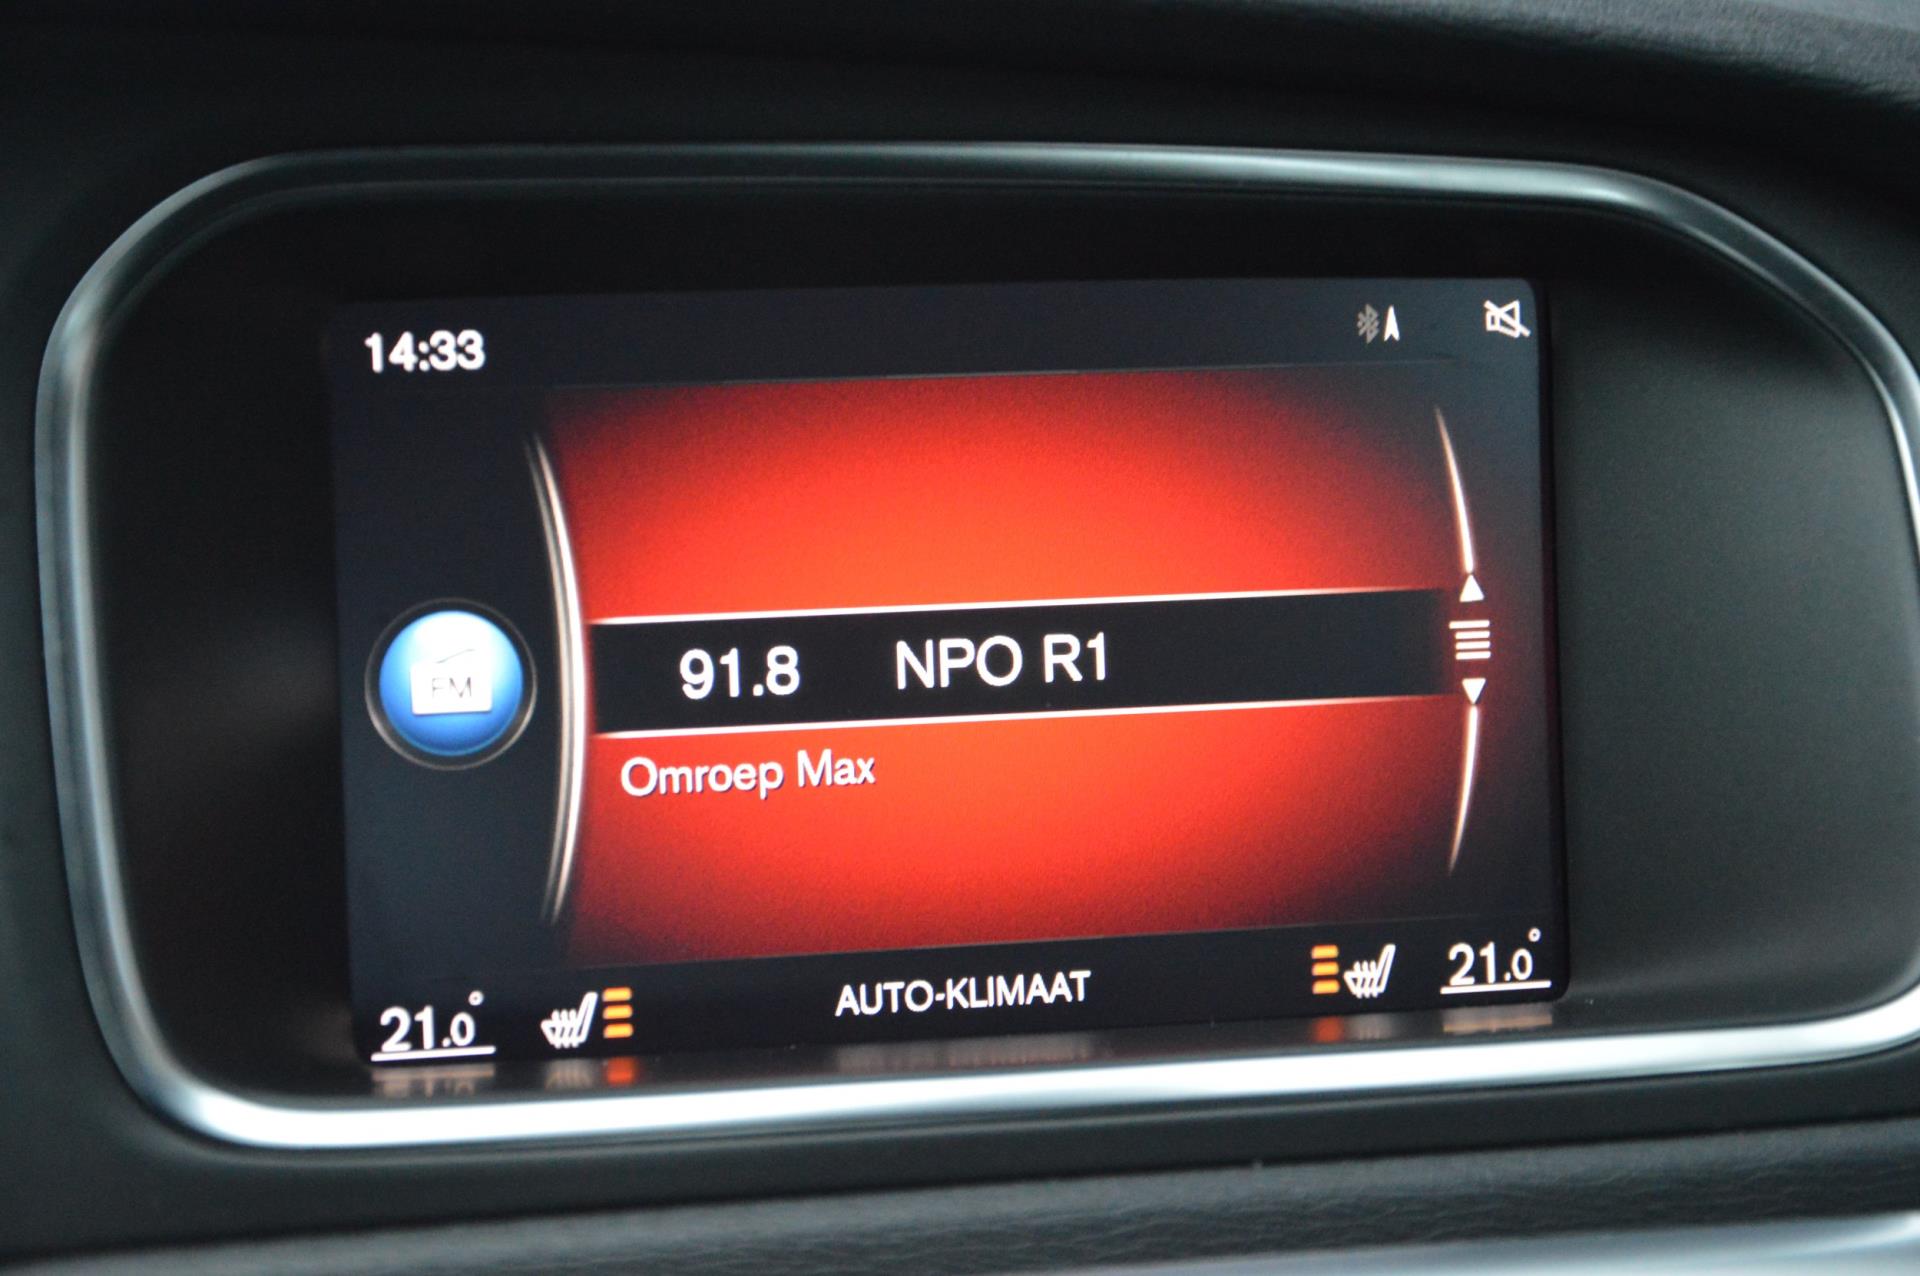 14:33
91.8 NPO R1
FM
Omroep Max
AUTO-KLIMAAT
21.0°
21.0°